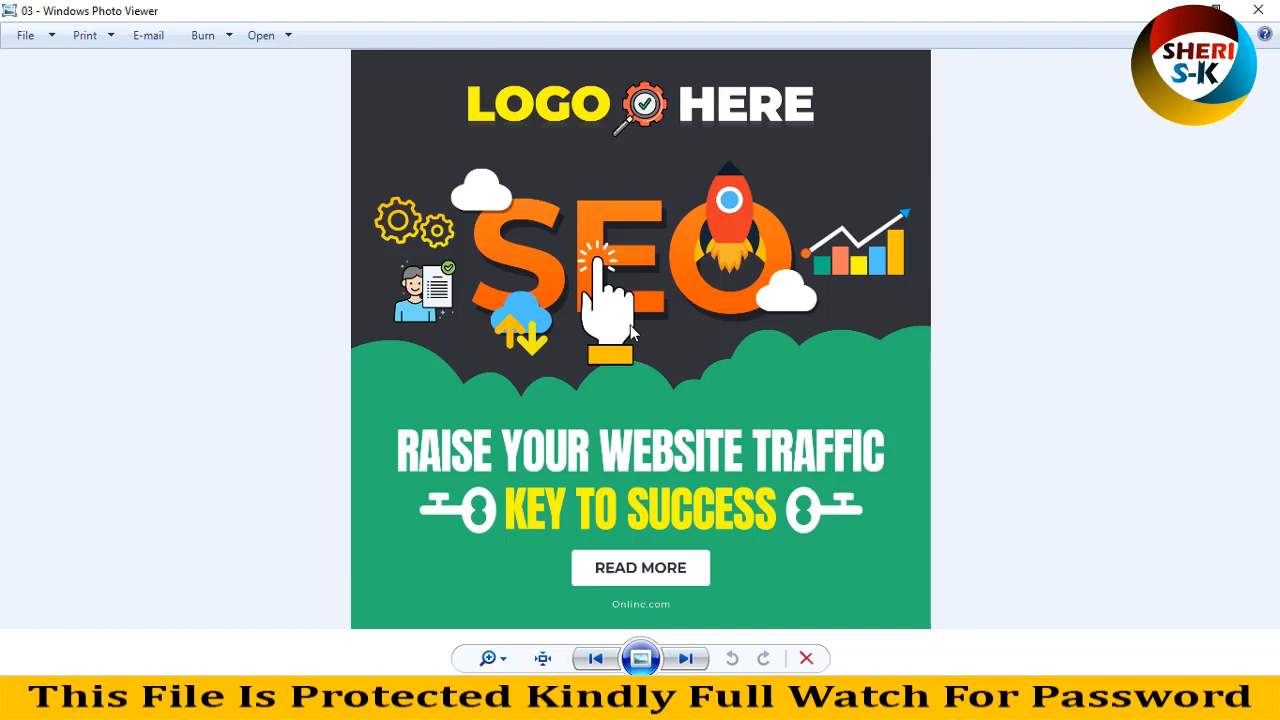 03 - Windows Photo Viewer
File Print E-mail Burn Open
SHERI
S-K
LOGO HERE
SEO
RAISE YOUR WEBSITE TRAFFIC
KEY TO SUCCESS
READ MORE
Onlinc.com
This File Is Protected Kindly Full Watch For Password